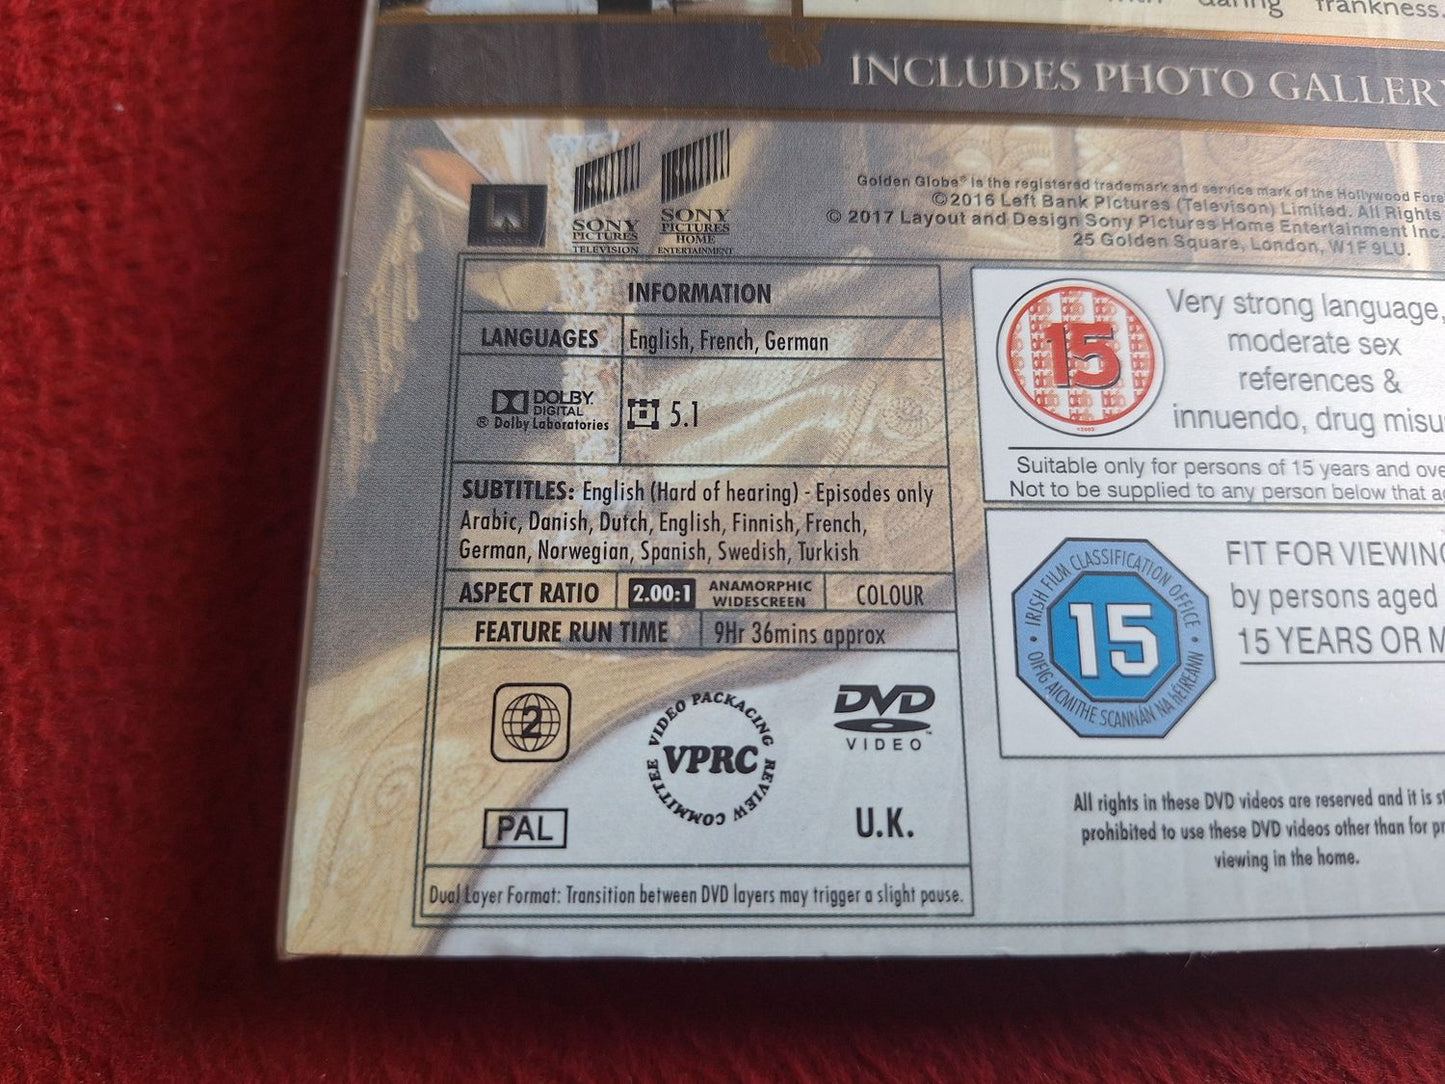 daring frankness.
INCLUDES PHOTO GALLERY
SONY
PICTURES
TELEVISION
SONY
PICTURES
HOME
ENTERTAINMENT
Golden Globe® is the registered trademark and service mark of the Hollywood Fore
©2016 Left Bank Pictures (Televison) Limited. All Rights
© 2017 Layout and Design Sony Pictures Home Entertainment Inc.
25 Golden Square, London, W1F 9LU.
INFORMATION
LANGUAGES English, French, German
DOLBY
DIGITAL
® Dolby Laboratories
5.1
SUBTITLES: English (Hard of hearing) - Episodes only
Arabic, Danish, Dutch, English, Finnish, French,
German, Norwegian, Spanish, Swedish, Turkish
ASPECT RATIO 2.00:1 ANAMORPHIC
WIDESCREEN COLOUR
FEATURE RUN TIME 9Hr 36mins approx
2
VIDEO PACKAGING REVIEW COMMITTEE
VPRC
DVD
VIDEO
PAL
U.K.
Dual Layer Format: Transition between DVD layers may trigger a slight pause.
15
Very strong language,
moderate sex
references &
innuendo, drug misu
Suitable only for persons of 15 years and ove
Not to be supplied to any person below that a
IRISH FILM CLASSIFICATION OFFICE
15
OIFIG AICMITHE SCANNÁN NA hÉIREANN
FIT FOR VIEWING
by persons aged
15 YEARS OR M
All rights in these DVD videos are reserved and it is st
prohibited to use these DVD videos other than for pr
viewing in the home.